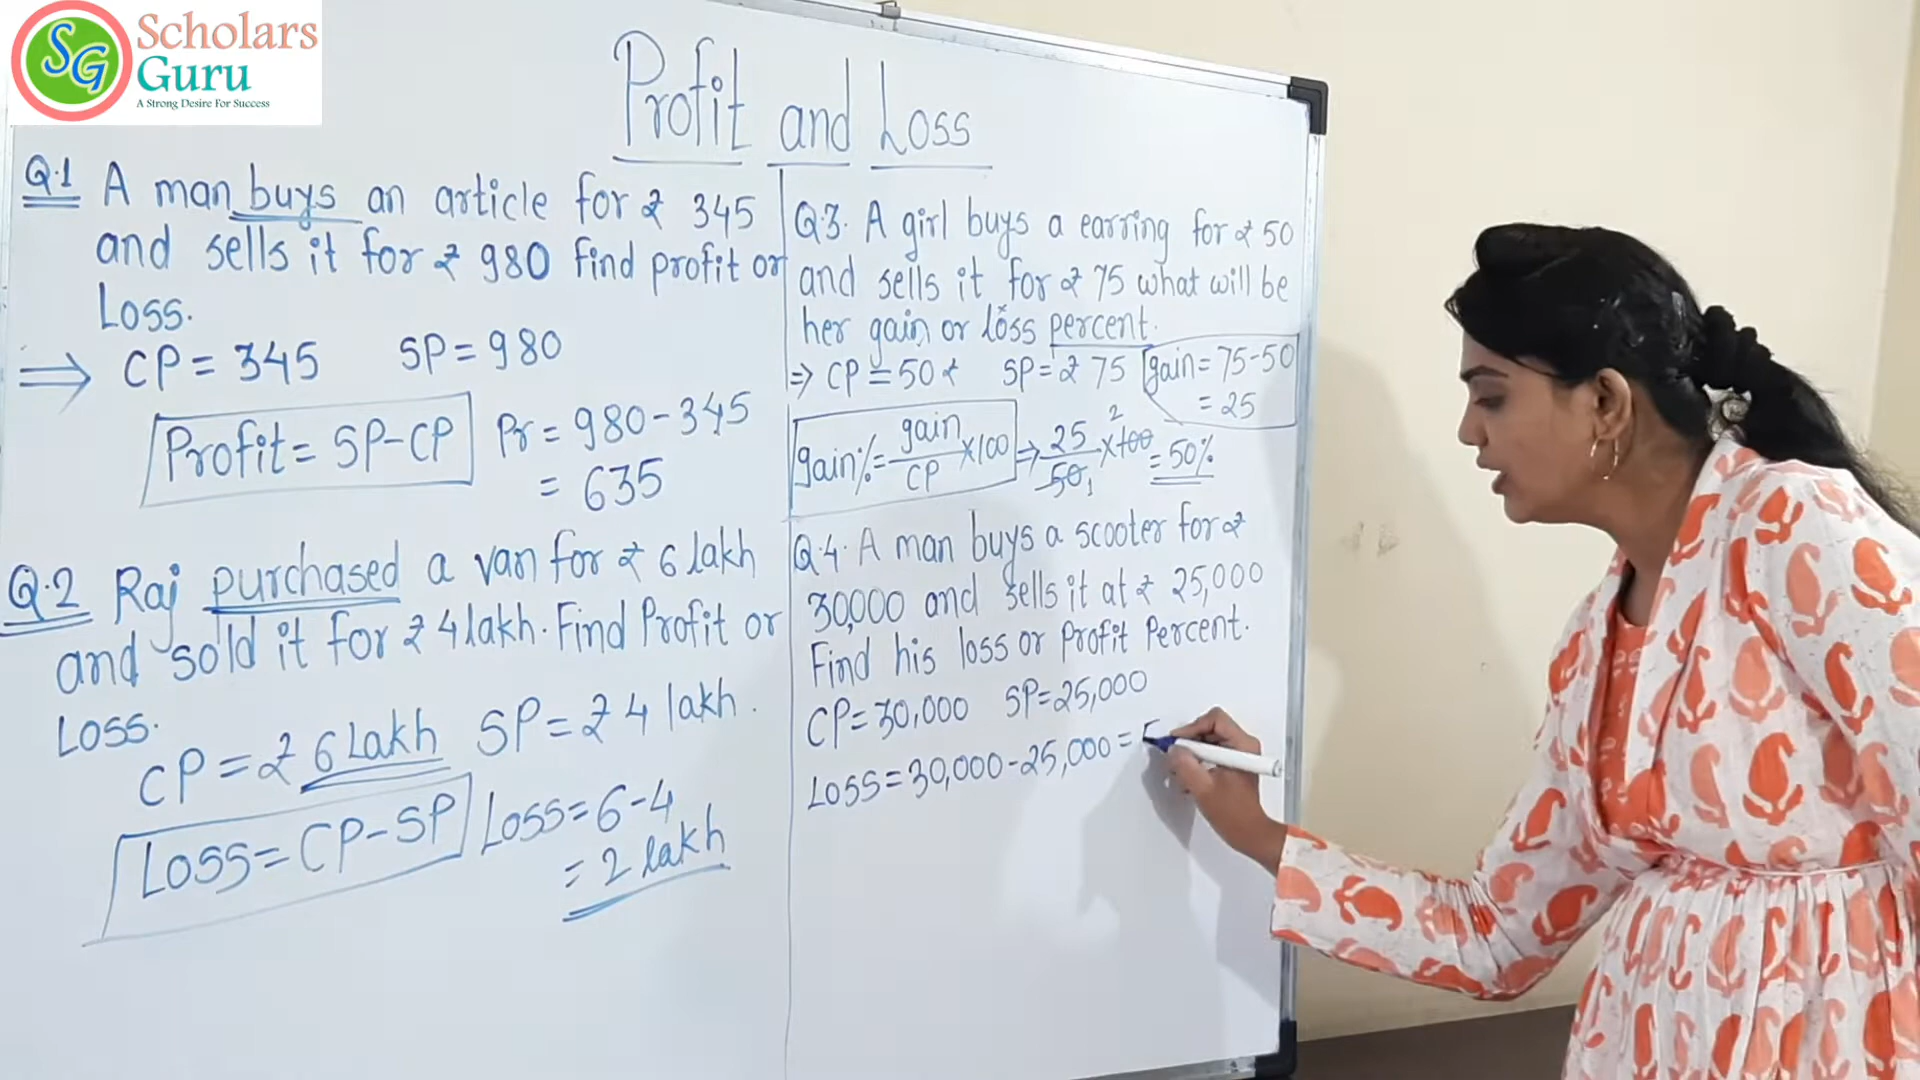 Scholars
Guru
A Strong Desire For Success
SG
Profit and Loss
Q.1 A man buys an article for ₹ 345
and sells it for ₹ 980 find profit or
Loss.
⇒ CP = 345 SP = 980
Profit = SP-CP Pr = 980-345
= 635
Q.2 Raj purchased a van for ₹ 6 lakh
and sold it for ₹ 4 lakh. Find Profit or
Loss.
CP = ₹ 6 Lakh SP = ₹ 4 lakh.
Loss = CP-SP Loss = 6-4
= 2 lakh
Q.3. A girl buys a earring for ₹ 50
and sells it for ₹ 75 what will be
her gain or loss percent.
⇒ CP = 50 ₹ SP = ₹ 75 gain = 75-50
= 25
gain% = gain/CP × 100 ⇒ 25/50 × 100 = 50%
2
1
Q.4. A man buys a scooter for ₹
30,000 and sells it at ₹ 25,000
Find his loss or Profit Percent.
CP = 30,000 SP = 25,000
Loss = 30,000 - 25,000 = 5